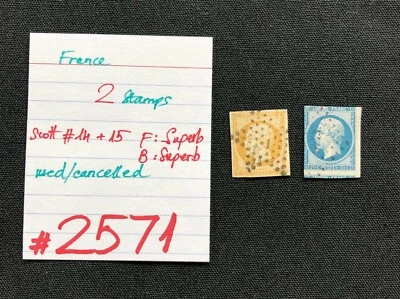 France
2 stamps
Scott #14 + 15 F: Superb
B: Superb
used/cancelled
#2571